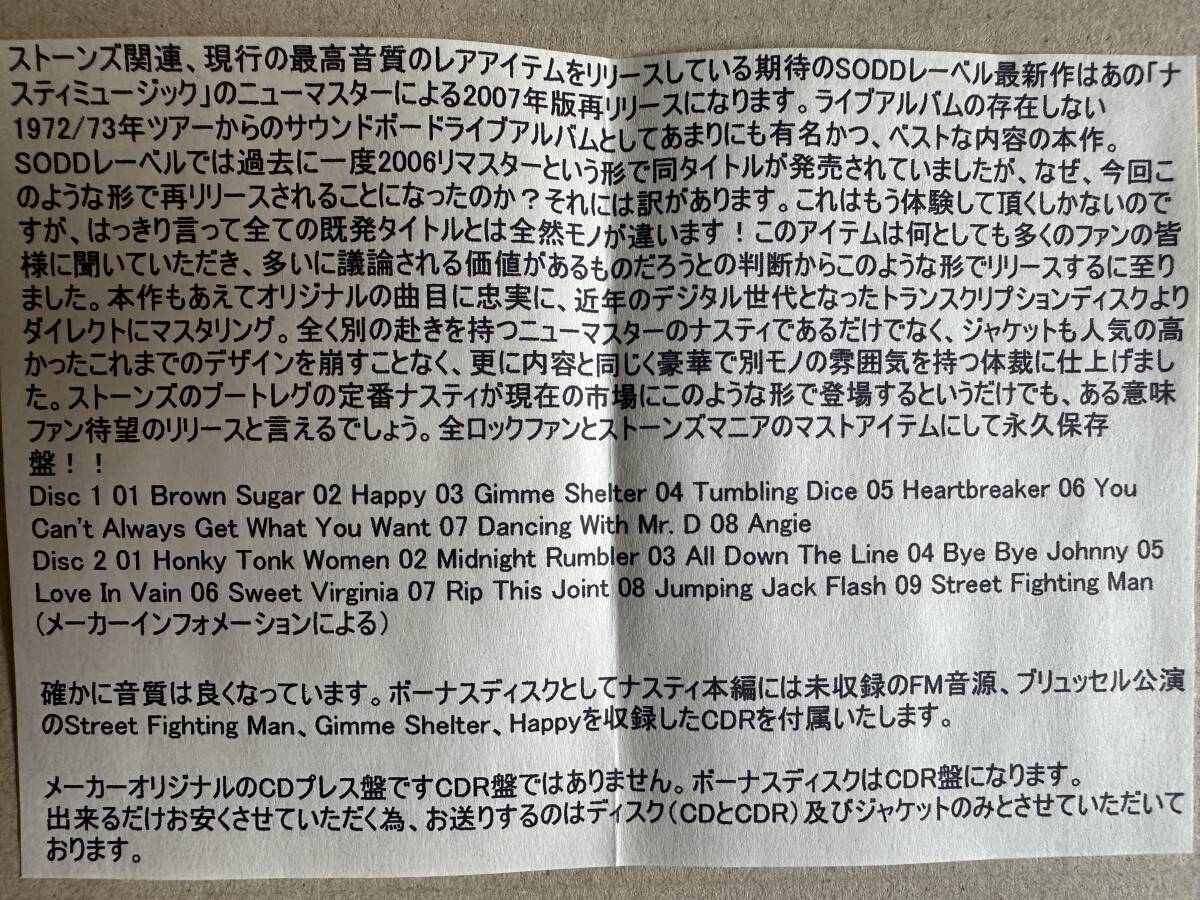 ストーンズ関連、現行の最高音質のレアアイテムをリリースしている期待のSODDレーベル最新作はあの「ナ
スティミュージック」のニューマスターによる2007年版再リリースになります。ライブアルバムの存在しない
1972/73年ツアーからのサウンドボードライブアルバムとしてあまりにも有名かつ、ベストな内容の本作。
SODDレーベルでは過去に一度2006リマスターという形で同タイトルが発売されていましたが、なぜ、今回こ
のような形で再リリースされることになったのか？それには訳があります。これはもう体験して頂くしかないので
すが、はっきり言って全ての既発タイトルとは全然モノが違います！このアイテムは何としても多くのファンの皆
様に聞いていただき、多いに議論される価値があるものだろうとの判断からこのような形でリリースするに至り
ました。本作もあえてオリジナルの曲目に忠実に、近年のデジタル世代となったトランスクリプションディスクより
ダイレクトにマスタリング。全く別の赴きを持つニューマスターのナスティであるだけでなく、ジャケットも人気の高
かったこれまでのデザインを崩すことなく、更に内容と同じく豪華で別モノの雰囲気を持つ体裁に仕上げまし
た。ストーンズのブートレグの定番ナスティが現在の市場にこのような形で登場するというだけでも、ある意味
ファン待望のリリースと言えるでしょう。全ロックファンとストーンズマニアのマストアイテムにして永久保存
盤！！
Disc 1 01 Brown Sugar 02 Happy 03 Gimme Shelter 04 Tumbling Dice 05 Heartbreaker 06 You
Can't Always Get What You Want 07 Dancing With Mr. D 08 Angie
Disc 2 01 Honky Tonk Women 02 Midnight Rumbler 03 All Down The Line 04 Bye Bye Johnny 05
Love In Vain 06 Sweet Virginia 07 Rip This Joint 08 Jumping Jack Flash 09 Street Fighting Man
（メーカーインフォメーションによる）
確かに音質は良くなっています。ボーナスディスクとしてナスティ本編には未収録のFM音源、ブリュッセル公演
のStreet Fighting Man、Gimme Shelter、Happyを収録したCDRを付属いたします。
メーカーオリジナルのCDプレス盤ですCDR盤ではありません。ボーナスディスクはCDR盤になります。
出来るだけお安くさせていただく為、お送りするのはディスク（CDとCDR）及びジャケットのみとさせていただいて
おります。